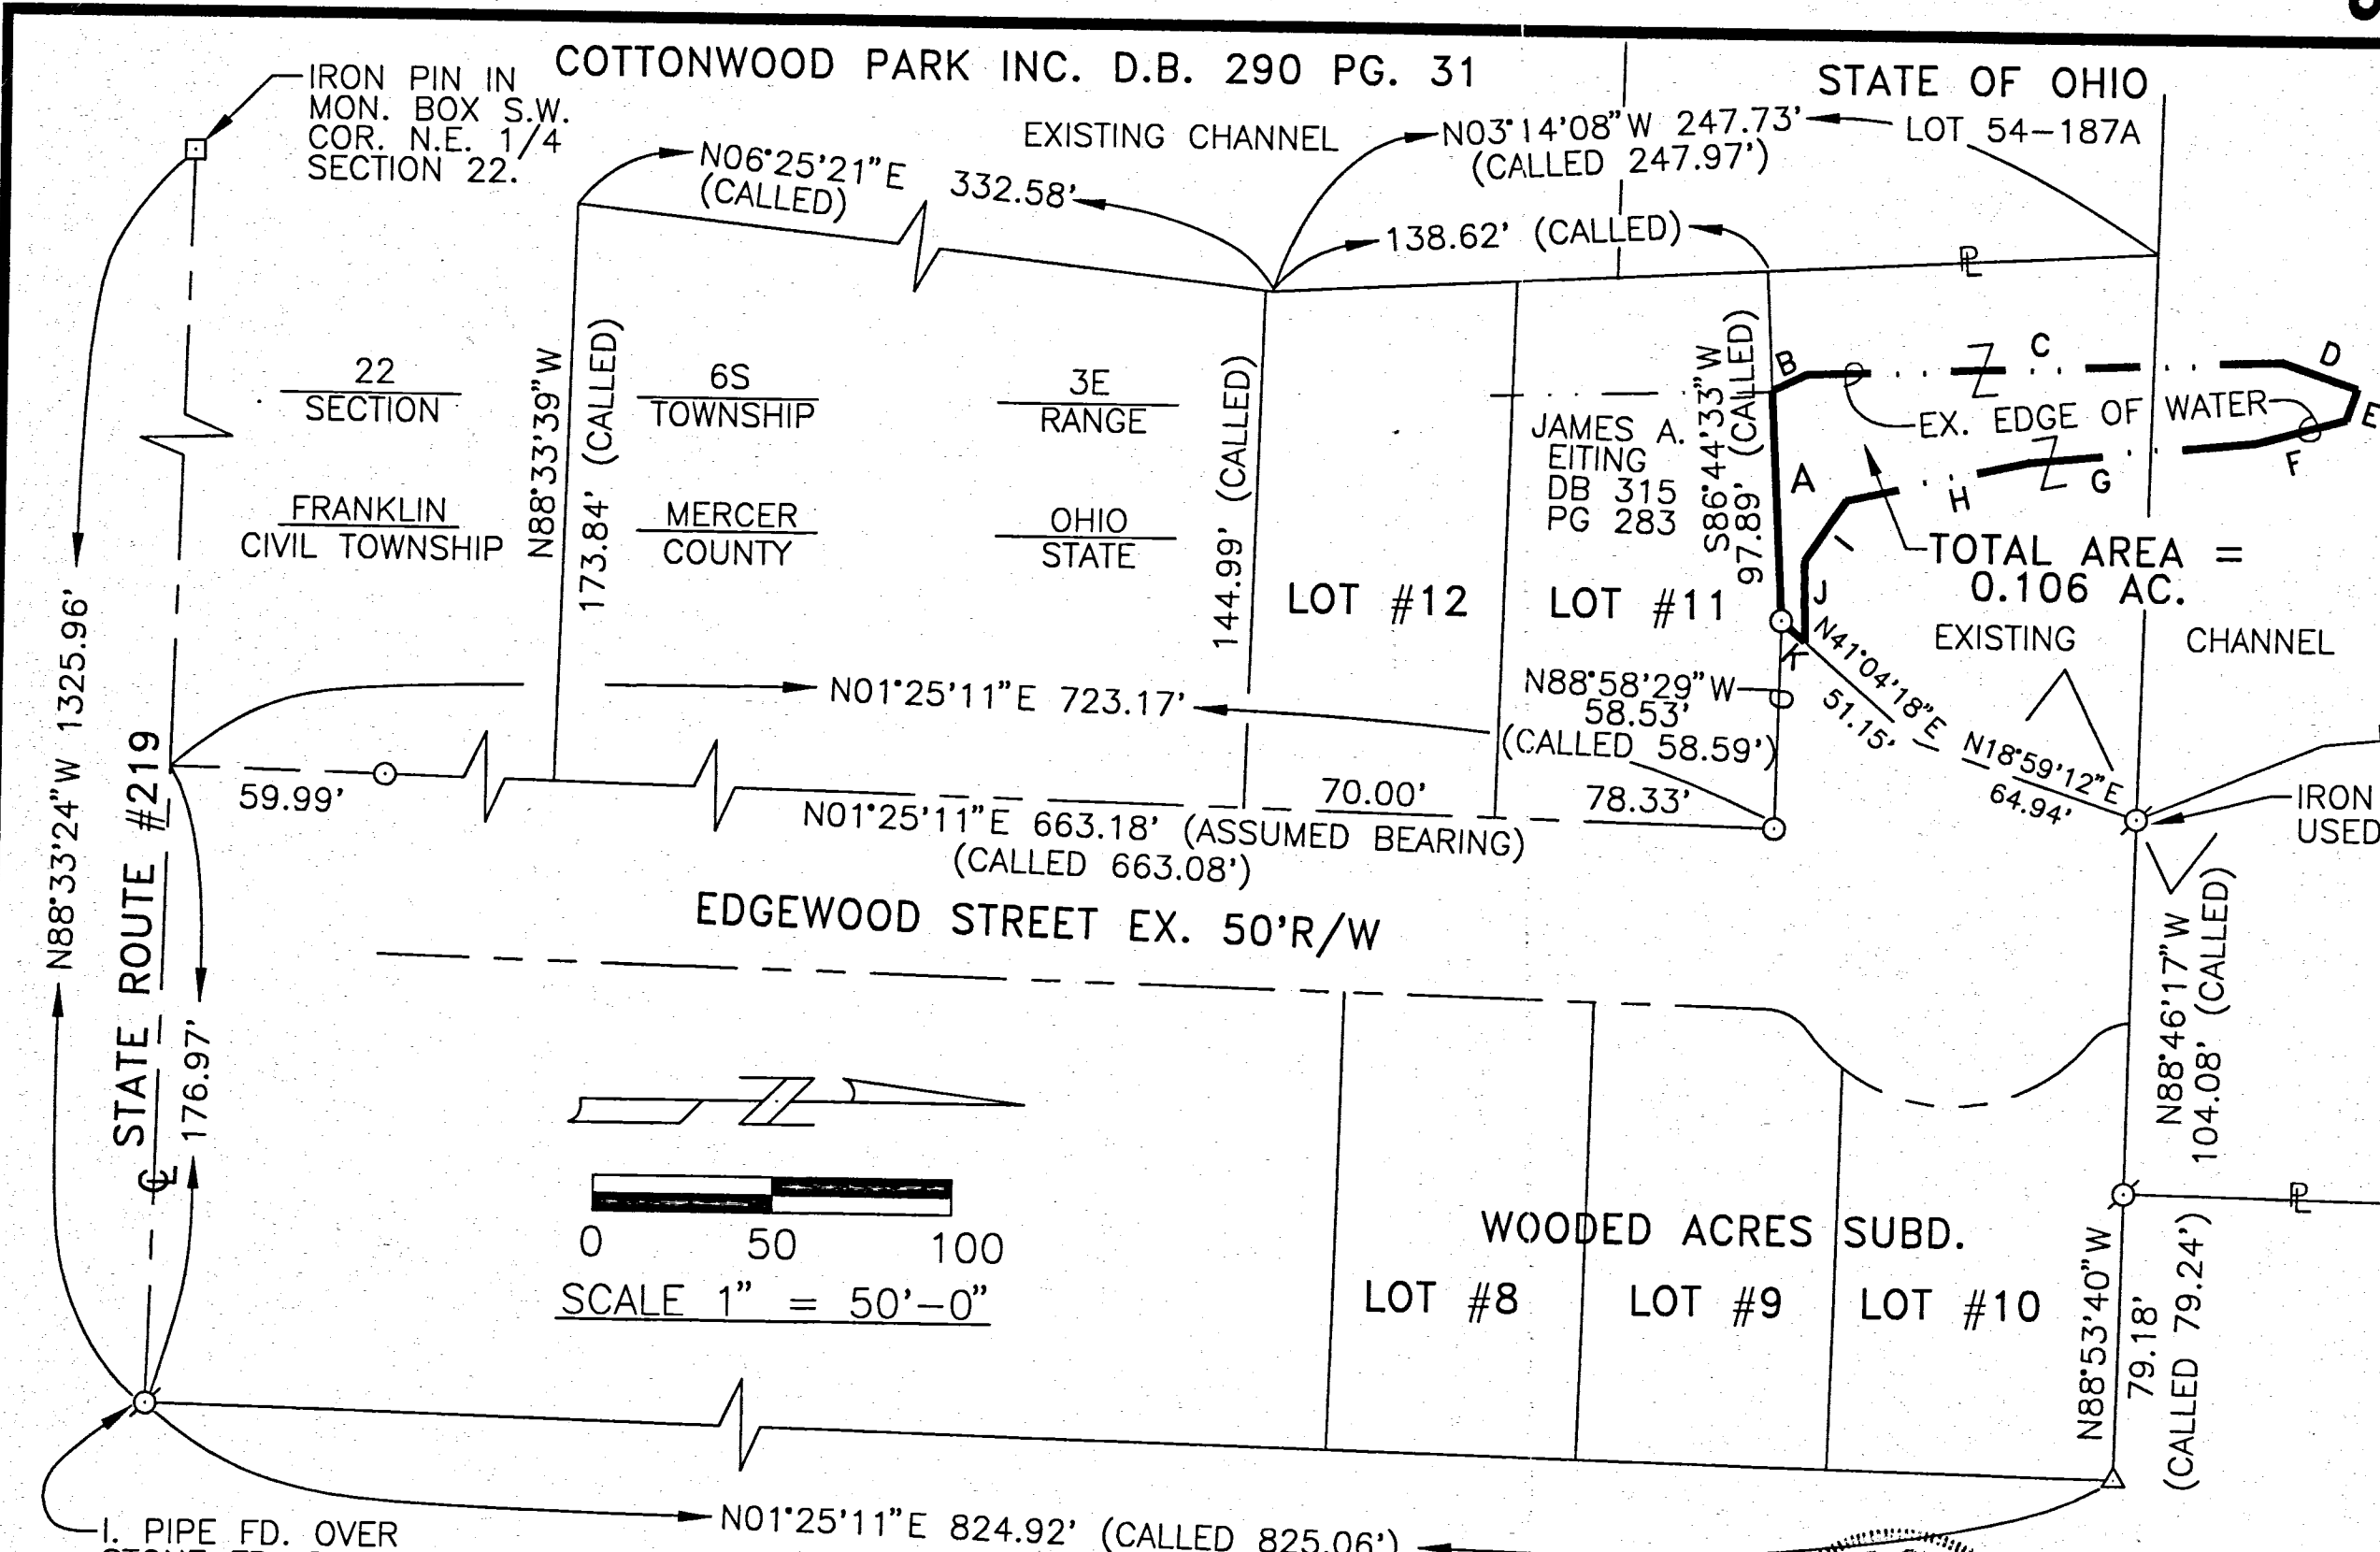 COTTONWOOD PARK INC. D.B. 290 PG. 31
STATE OF OHIO
LOT 54-187A
IRON PIN IN
MON. BOX S.W.
COR. N.E. 1/4
SECTION 22.
EXISTING CHANNEL
N03°14'08"W 247.73'
(CALLED 247.97')
N06°25'21"E 332.58'
(CALLED)
138.62' (CALLED)
PL
22
SECTION
6S
TOWNSHIP
3E
RANGE
FRANKLIN
CIVIL TOWNSHIP
MERCER
COUNTY
OHIO
STATE
N88°33'39"W
173.84' (CALLED)
144.99' (CALLED)
S86°44'33"W
97.89' (CALLED)
JAMES A.
EITING
DB 315
PG 283
LOT #12
LOT #11
A
B
C
D
E
F
G
H
I
J
K
EX. EDGE OF WATER
TOTAL AREA =
0.106 AC.
EXISTING CHANNEL
N41°04'18"E
51.15'
N18°59'12"E
64.94'
IRON
USED
N88°58'29"W
58.53'
(CALLED 58.59')
N01°25'11"E 723.17'
N88°33'24"W 1325.96'
STATE ROUTE #219
CL
176.97'
59.99'
70.00'
78.33'
N01°25'11"E 663.18' (ASSUMED BEARING)
(CALLED 663.08')
EDGEWOOD STREET EX. 50'R/W
N88°46'17"W
104.08' (CALLED)
0 50 100
SCALE 1" = 50'-0"
WOODED ACRES SUBD.
LOT #8
LOT #9
LOT #10
PL
N88°53'40"W
79.18'
(CALLED 79.24')
I. PIPE FD. OVER
N01°25'11"E 824.92' (CALLED 825.06')